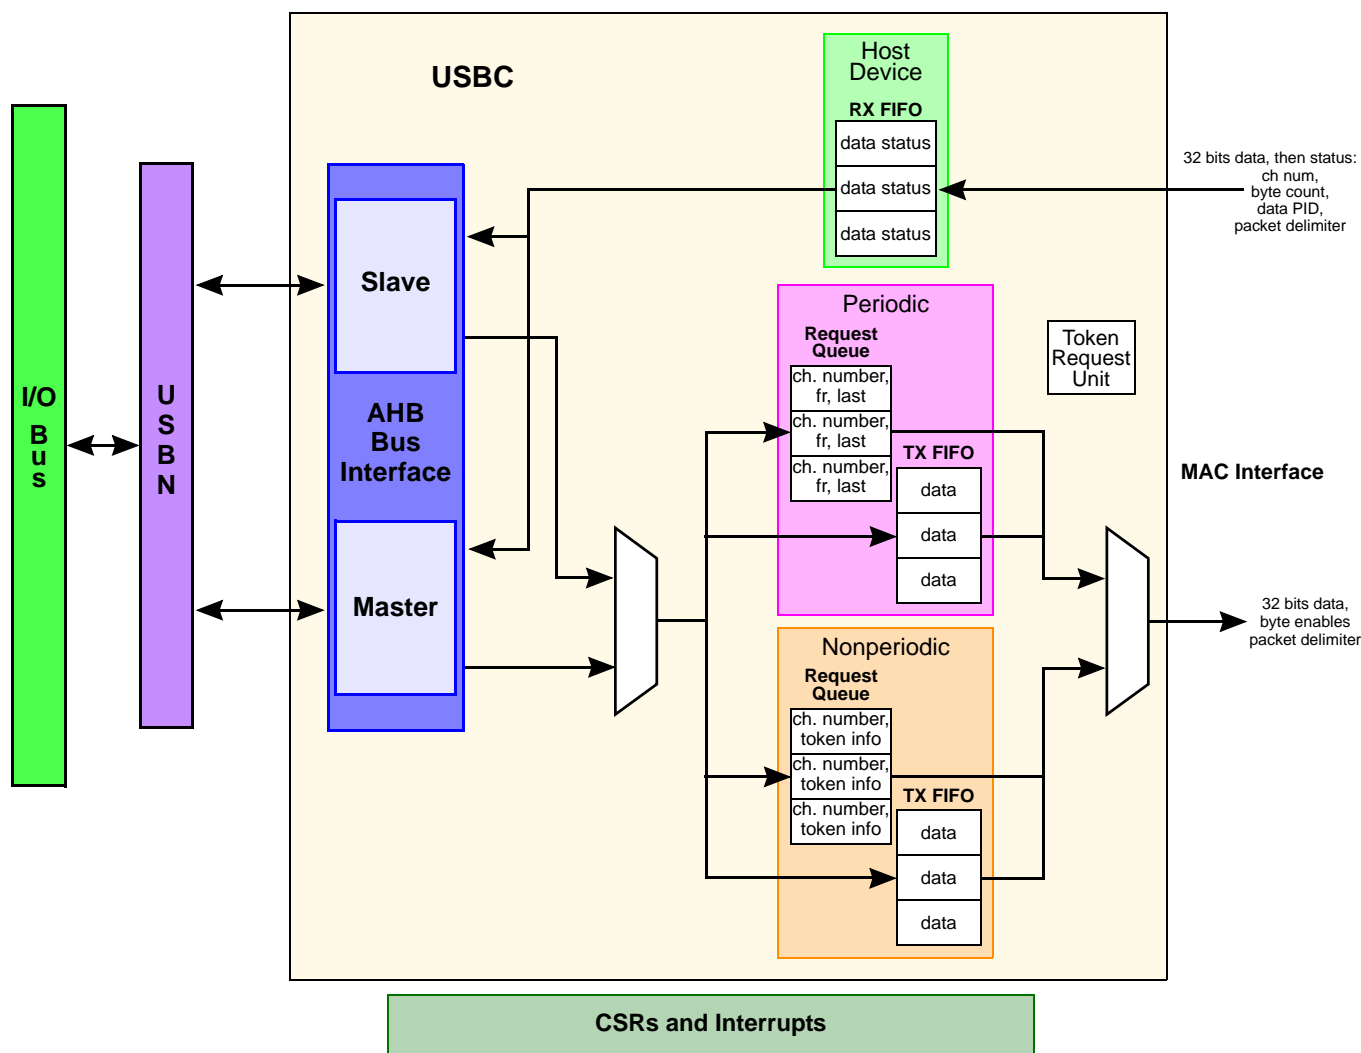 USBC
Host
Device
RX FIFO
data status
data status
data status
32 bits data, then status:
ch num,
byte count,
data PID,
packet delimiter
I/O
B
u
s
U
S
B
N
Slave
AHB
Bus
Interface
Master
Periodic
Request
Queue
ch. number,
fr, last
ch. number,
fr, last
ch. number,
fr, last
TX FIFO
data
data
data
Token
Request
Unit
MAC Interface
32 bits data,
byte enables
packet delimiter
Nonperiodic
Request
Queue
ch. number,
token info
ch. number,
token info
ch. number,
token info
TX FIFO
data
data
data
CSRs and Interrupts